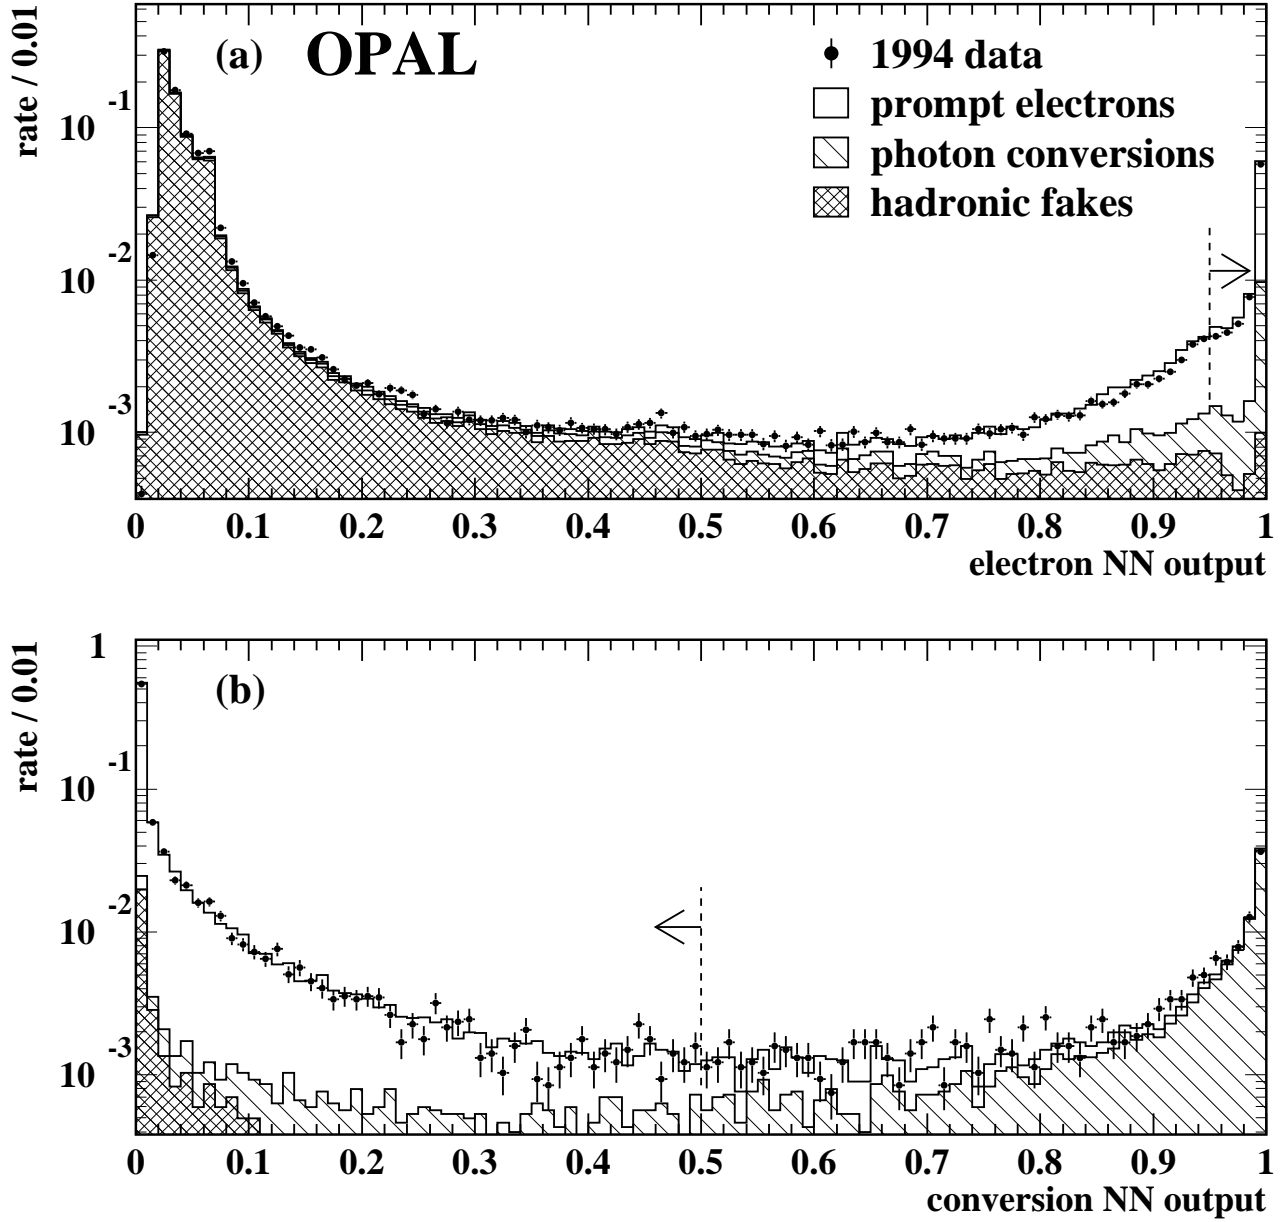 (a) OPAL
1994 data
prompt electrons
photon conversions
hadronic fakes
rate / 0.01
10 -1
10 -2
10 -3
0 0.1 0.2 0.3 0.4 0.5 0.6 0.7 0.8 0.9 1
electron NN output
(b)
rate / 0.01
1
10 -1
10 -2
10 -3
0 0.1 0.2 0.3 0.4 0.5 0.6 0.7 0.8 0.9 1
conversion NN output